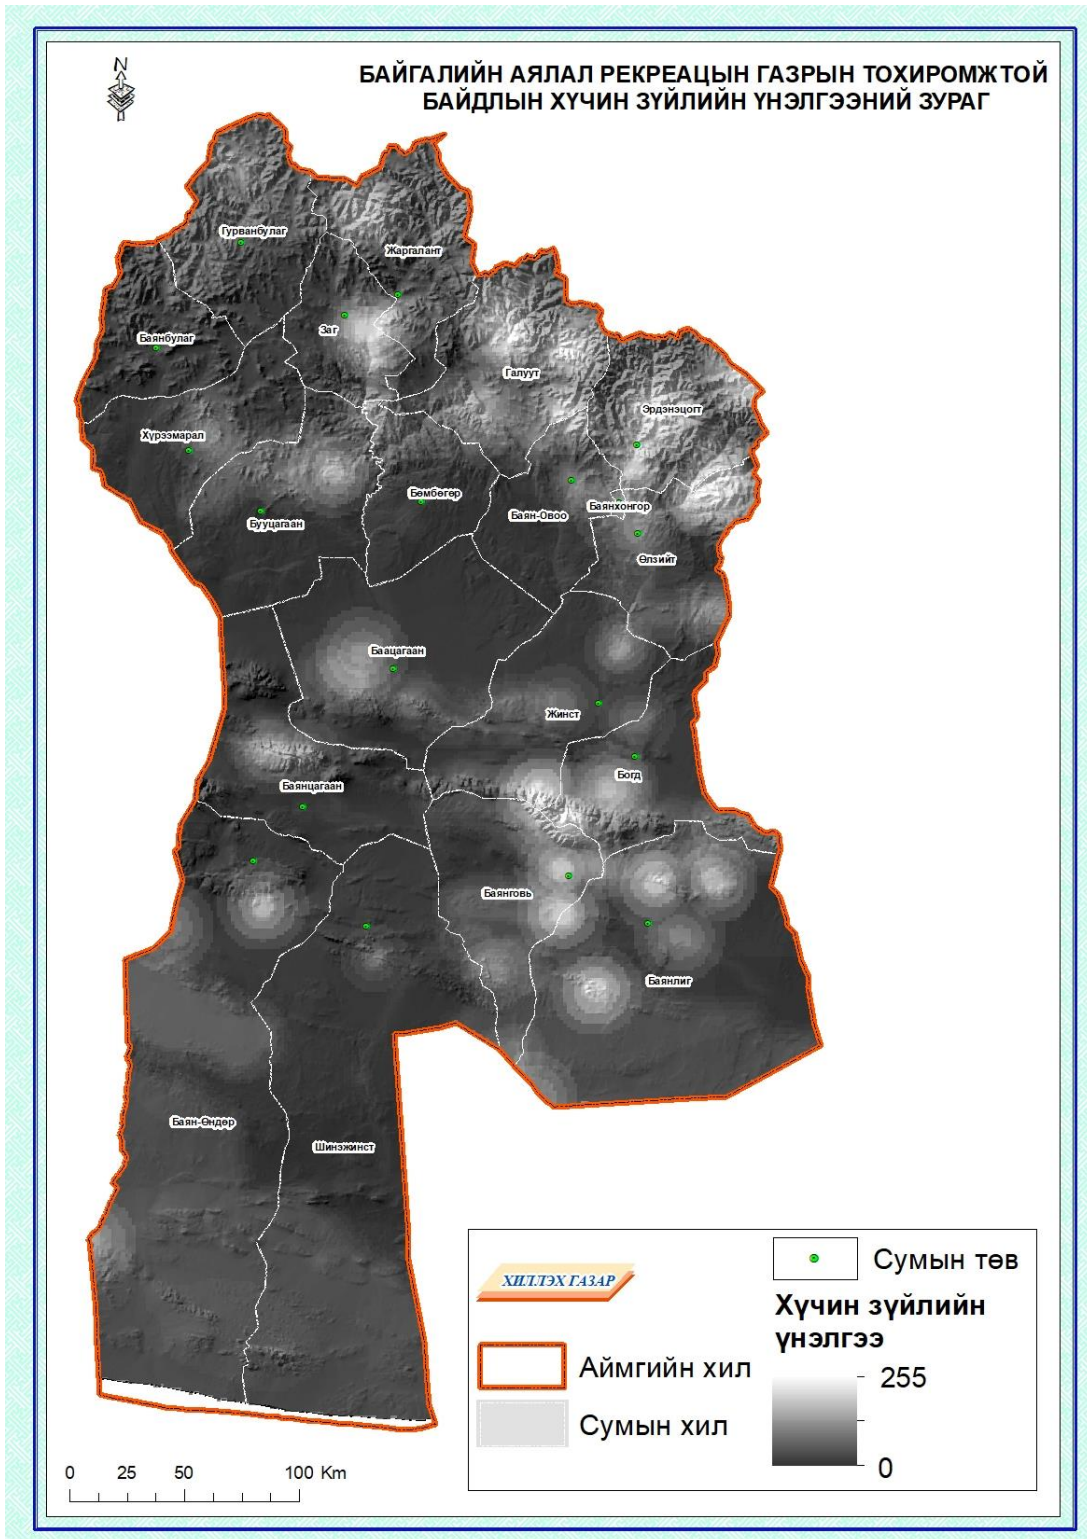 N
БАЙГАЛИЙН АЯЛАЛ РЕКРЕАЦЫН ГАЗРЫН ТОХИРОМЖТОЙ
БАЙДЛЫН ХҮЧИН ЗҮЙЛИЙН ҮНЭЛГЭЭНИЙ ЗУРАГ
Гурванбулаг
Жаргалант
Заг
Баянбулаг
Галуут
Эрдэнэцогт
Хүрээмарал
Бөмбөгөр
Баянхонгор
Баян-Овоо
Бууцагаан
Өлзийт
Баацагаан
Жинст
Богд
Баянцагаан
Баянговь
Баянлиг
Баян-Өндөр
Шинэжинст
ХИЛЛЭХ ГАЗАР
Сумын төв
Хүчин зүйлийн
үнэлгээ
Аймгийн хил
255
Сумын хил
0
0 25 50 100 Km